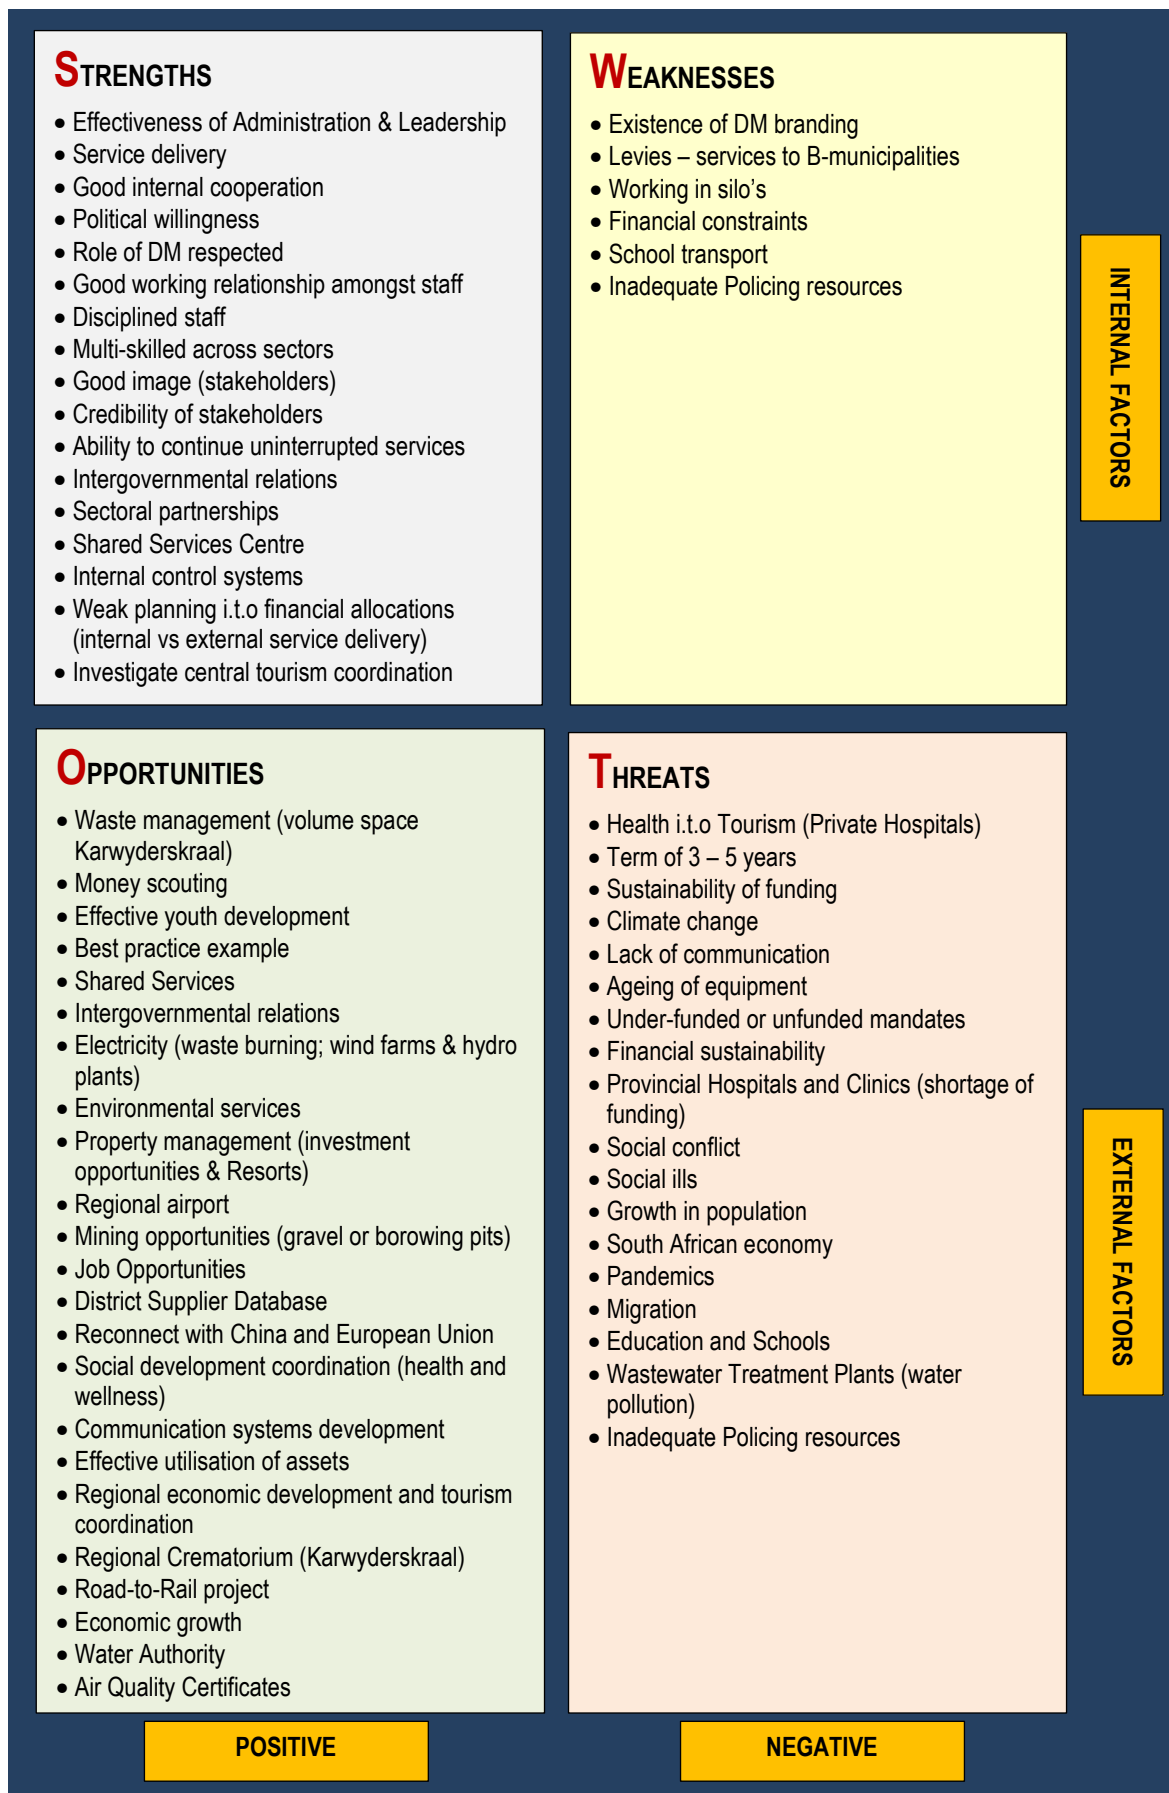 STRENGTHS
• Effectiveness of Administration & Leadership
• Service delivery
• Good internal cooperation
• Political willingness
• Role of DM respected
• Good working relationship amongst staff
• Disciplined staff
• Multi-skilled across sectors
• Good image (stakeholders)
• Credibility of stakeholders
• Ability to continue uninterrupted services
• Intergovernmental relations
• Sectoral partnerships
• Shared Services Centre
• Internal control systems
• Weak planning i.t.o financial allocations
(internal vs external service delivery)
• Investigate central tourism coordination
WEAKNESSES
• Existence of DM branding
• Levies – services to B-municipalities
• Working in silo’s
• Financial constraints
• School transport
• Inadequate Policing resources
INTERNAL FACTORS
OPPORTUNITIES
• Waste management (volume space
Karwyderskraal)
• Money scouting
• Effective youth development
• Best practice example
• Shared Services
• Intergovernmental relations
• Electricity (waste burning; wind farms & hydro
plants)
• Environmental services
• Property management (investment
opportunities & Resorts)
• Regional airport
• Mining opportunities (gravel or borrowing pits)
• Job Opportunities
• District Supplier Database
• Reconnect with China and European Union
• Social development coordination (health and
wellness)
• Communication systems development
• Effective utilisation of assets
• Regional economic development and tourism
coordination
• Regional Crematorium (Karwyderskraal)
• Road-to-Rail project
• Economic growth
• Water Authority
• Air Quality Certificates
THREATS
• Health i.t.o Tourism (Private Hospitals)
• Term of 3 – 5 years
• Sustainability of funding
• Climate change
• Lack of communication
• Ageing of equipment
• Under-funded or unfunded mandates
• Financial sustainability
• Provincial Hospitals and Clinics (shortage of
funding)
• Social conflict
• Social ills
• Growth in population
• South African economy
• Pandemics
• Migration
• Education and Schools
• Wastewater Treatment Plants (water
pollution)
• Inadequate Policing resources
EXTERNAL FACTORS
POSITIVE
NEGATIVE